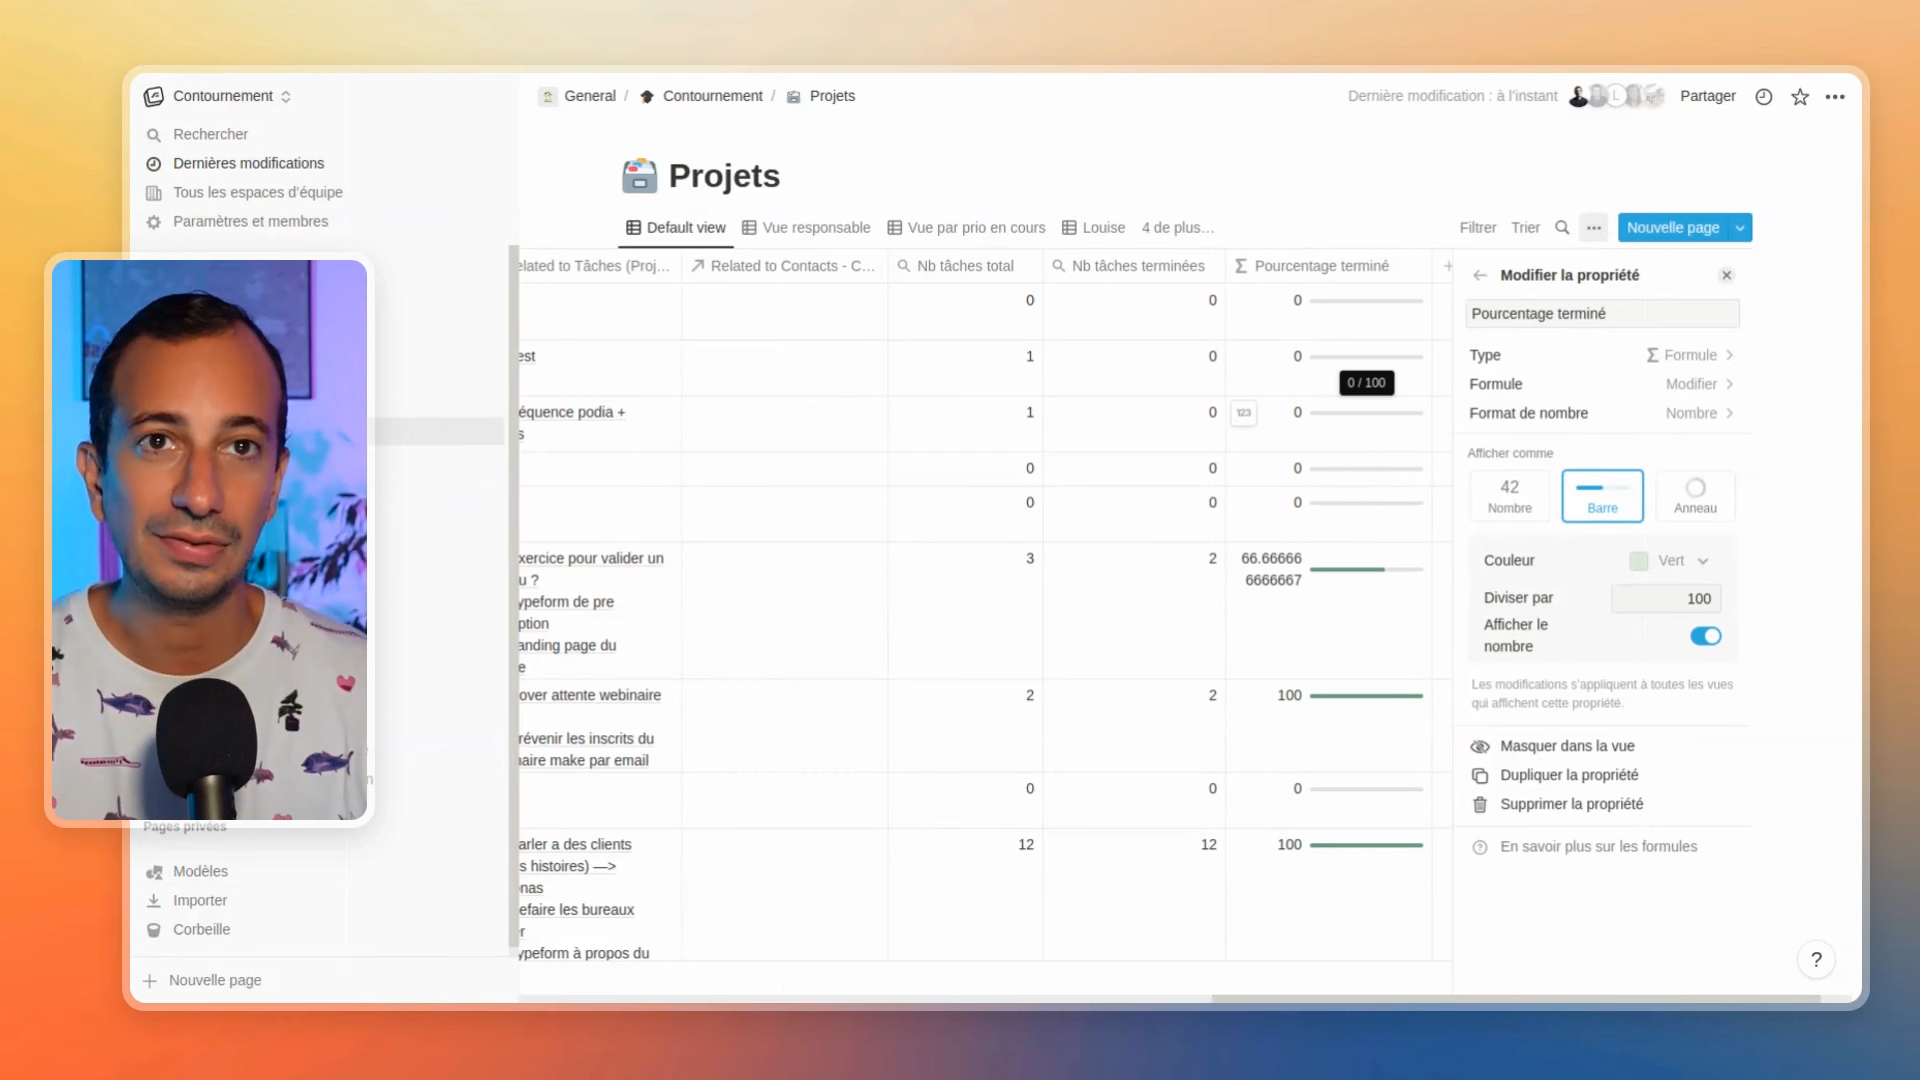 Contournement
Rechercher
Dernières modifications
Tous les espaces d'équipe
Paramètres et membres
Pages privées
Modèles
Importer
Corbeille
Nouvelle page
General / Contournement / Projets
Dernière modification : à l'instant
L
Partager
Projets
Default view
Vue responsable
Vue par prio en cours
Louise
4 de plus...
Filtrer
Trier
Nouvelle page
elated to Tâches (Proj...
Related to Contacts - C...
Nb tâches total
Nb tâches terminées
Pourcentage terminé
0 0 0
est 1 0 0
0 / 100
équence podia + 1 0 123 0
s
0 0 0
0 0 0
xercice pour valider un 3 2 66.66666
u ? 6666667
ypeform de pre
ption
anding page du
e
over attente webinaire 2 2 100
révenir les inscrits du
naire make par email
0 0 0
arler a des clients 12 12 100
s histoires) —>
nas
efaire les bureaux
er
ypeform à propos du
Modifier la propriété
Pourcentage terminé
Type Formule
Formule Modifier
Format de nombre Nombre
Afficher comme
42
Nombre
Barre
Anneau
Couleur Vert
Diviser par 100
Afficher le
nombre
Les modifications s'appliquent à toutes les vues
qui affichent cette propriété.
Masquer dans la vue
Dupliquer la propriété
Supprimer la propriété
En savoir plus sur les formules
?